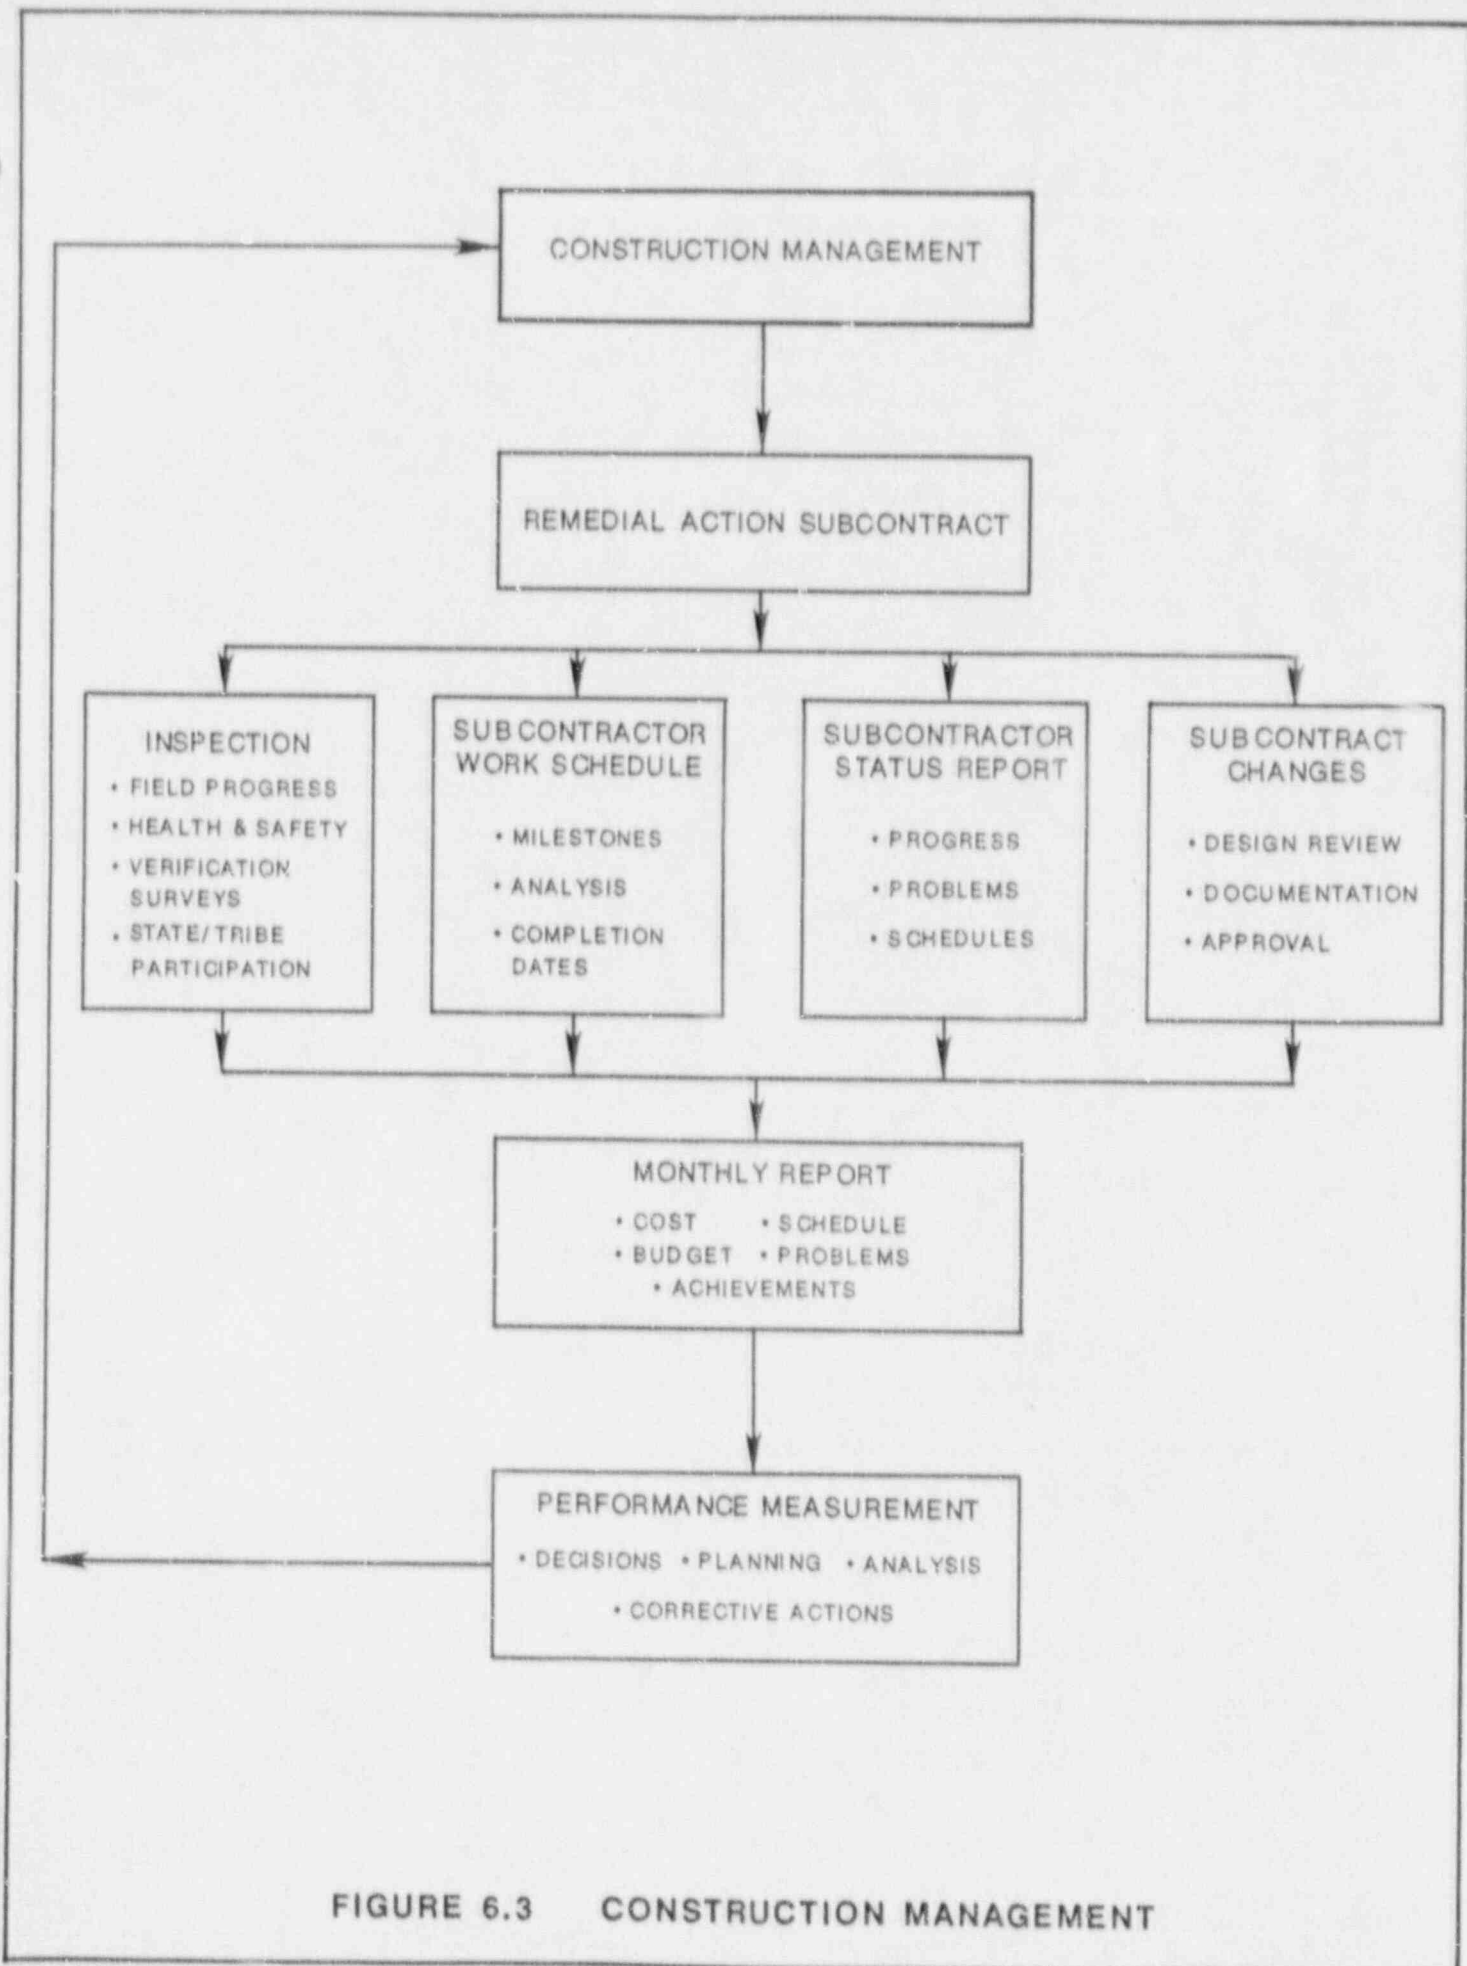 CONSTRUCTION MANAGEMENT
REMEDIAL ACTION SUBCONTRACT
INSPECTION
• FIELD PROGRESS
• HEALTH & SAFETY
• VERIFICATION
SURVEYS
• STATE/TRIBE
PARTICIPATION
SUBCONTRACTOR
WORK SCHEDULE
• MILESTONES
• ANALYSIS
• COMPLETION
DATES
SUBCONTRACTOR
STATUS REPORT
• PROGRESS
• PROBLEMS
• SCHEDULES
SUBCONTRACT
CHANGES
• DESIGN REVIEW
• DOCUMENTATION
• APPROVAL
MONTHLY REPORT
• COST • SCHEDULE
• BUDGET • PROBLEMS
• ACHIEVEMENTS
PERFORMANCE MEASUREMENT
• DECISIONS • PLANNING • ANALYSIS
• CORRECTIVE ACTIONS
FIGURE 6.3 CONSTRUCTION MANAGEMENT